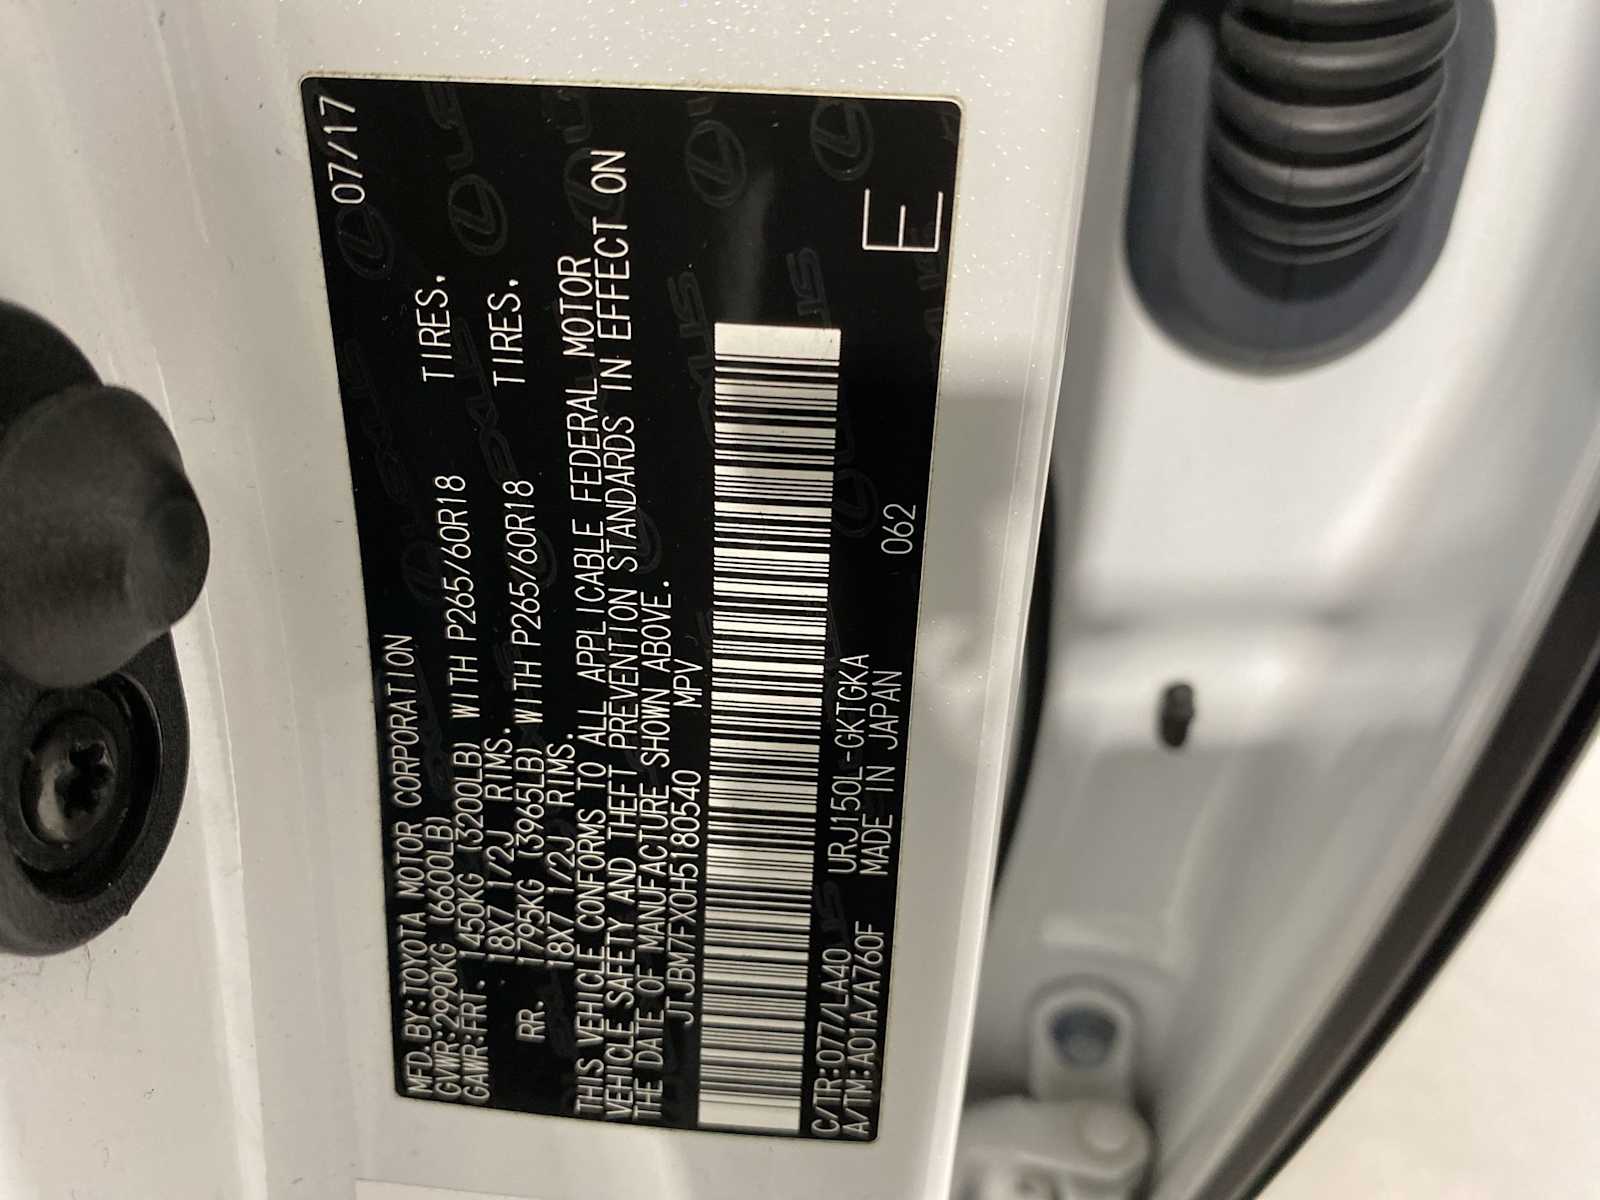 MFD.BY:TOYOTA MOTOR CORPORATION 07/17
GVWR:2990KG (6600LB)
GAWR:FRT. 1450KG (3200LB) WITH P265/60R18 TIRES,
18X7 1/2J RIMS.
RR. 1795KG (3965LB) WITH P265/60R18 TIRES,
18X7 1/2J RIMS.
THIS VEHICLE CONFORMS TO ALL APPLICABLE FEDERAL MOTOR
VEHICLE SAFETY AND THEFT PREVENTION STANDARDS IN EFFECT ON
THE DATE OF MANUFACTURE SHOWN ABOVE.
JTJBM7FX0H5180540 MPV
C/TR:077/LA40 URJ150L-GKTGKA 062
A/TM:A01A/A760F MADE IN JAPAN
E